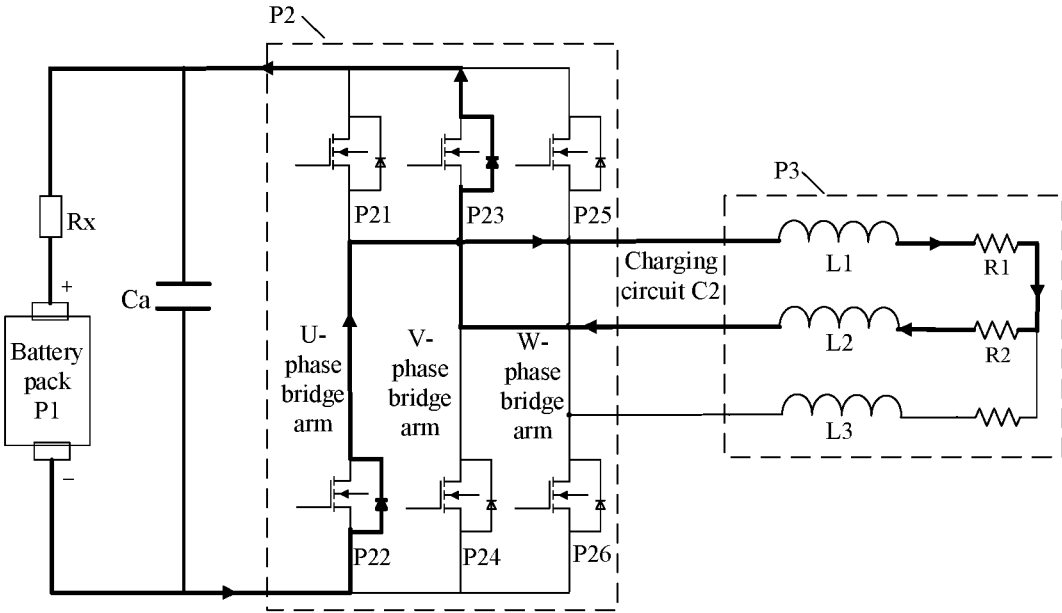 P2
P3
Rx
+
Ca
Battery
pack
P1
−
P21
P23
P25
U-
phase
bridge
arm
V-
phase
bridge
arm
W-
phase
bridge
arm
P22
P24
P26
Charging
circuit C2
L1
R1
L2
R2
L3